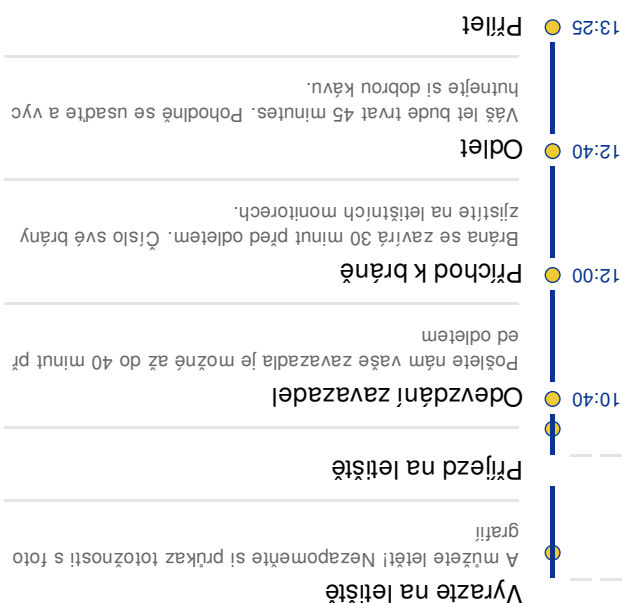 Vyrazte na letiště
A můžete letět! Nezapomeňte si průkaz totožnosti s foto
grafií
Příjezd na letiště
10:40 Odevzdání zavazadel
Pošlete nám vaše zavazadla je možné až do 40 minut př
ed odletem
12:00 Příchod k bráně
Brána se zavírá 30 minut před odletem. Číslo své brány
zjistíte na letištních monitorech.
12:40 Odlet
Váš let bude trvat 45 minutes. Pohodlně se usaďte a vyc
hutnejte si dobrou kávu.
13:25 Přílet